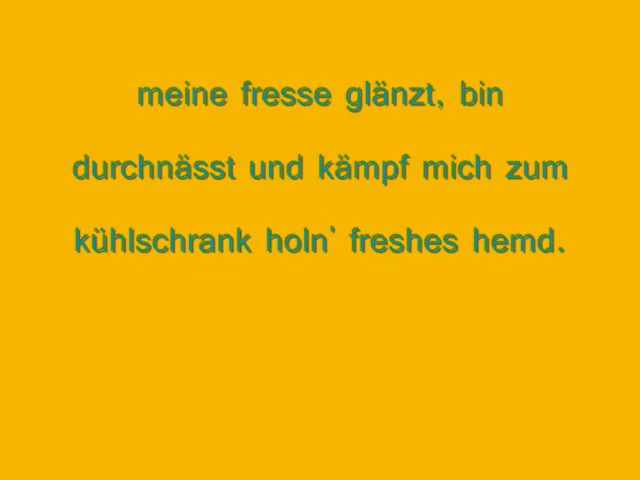 meine fresse glänzt, bin
durchnässt und kämpf mich zum
kühlschrank holn' freshes hemd.